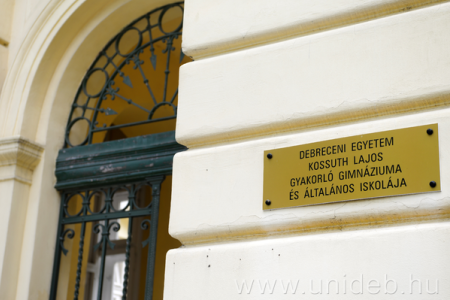 DEBRECENI EGYETEM
KOSSUTH LAJOS
GYAKORLÓ GIMNÁZIUMA
ÉS ÁLTALÁNOS ISKOLÁJA
www.unideb.hu